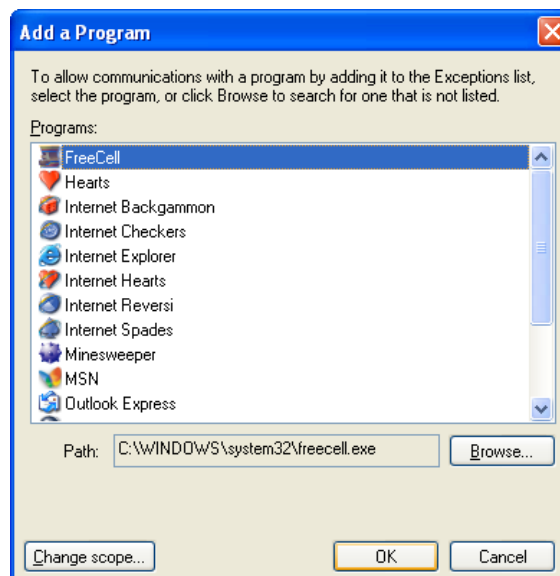 Add a Program
To allow communications with a program by adding it to the Exceptions list,
select the program, or click Browse to search for one that is not listed.
Programs:
FreeCell
Hearts
Internet Backgammon
Internet Checkers
Internet Explorer
Internet Hearts
Internet Reversi
Internet Spades
Minesweeper
MSN
Outlook Express
Path: C:\WINDOWS\system32\freecell.exe Browse...
Change scope... OK Cancel